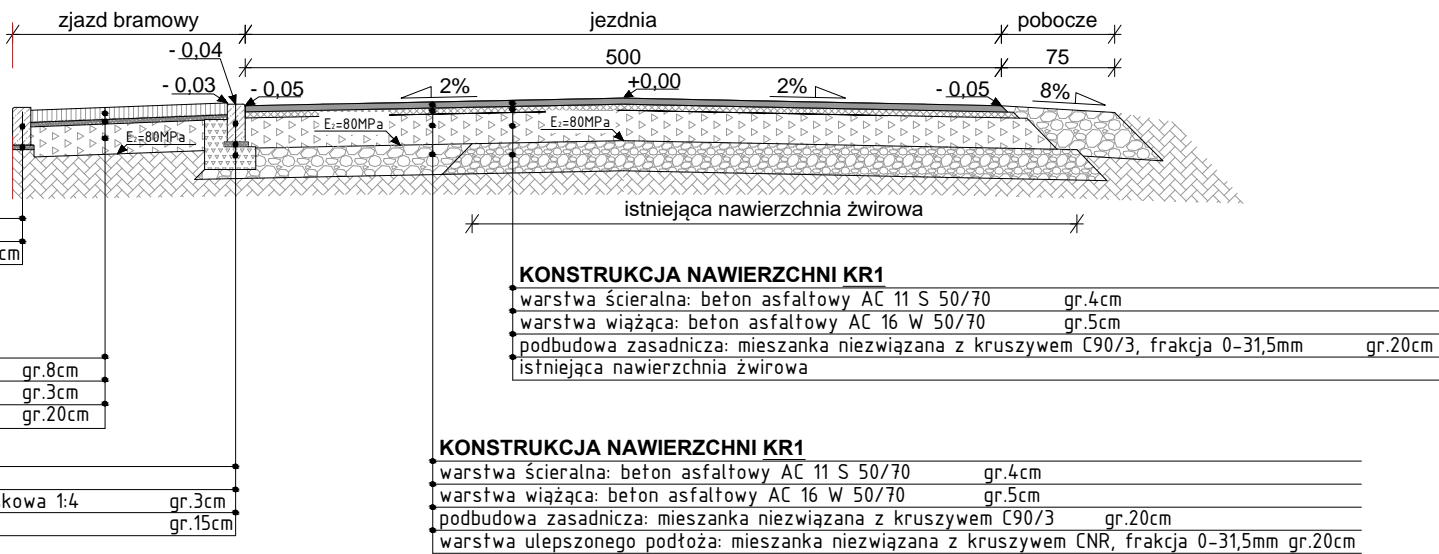 zjazd bramowy
jezdnia
pobocze
- 0,04
500
75
- 0,03
- 0,05
2%
+0,00
2%
- 0,05
8%
E₂=80MPa
E₂=80MPa
E₂=80MPa
istniejąca nawierzchnia żwirowa
cm
KONSTRUKCJA NAWIERZCHNI KR1
warstwa ścieralna: beton asfaltowy AC 11 S 50/70 gr.4cm
warstwa wiążąca: beton asfaltowy AC 16 W 50/70 gr.5cm
podbudowa zasadnicza: mieszanka niezwiązana z kruszywem C90/3, frakcja 0-31,5mm gr.20cm
istniejąca nawierzchnia żwirowa
gr.8cm
gr.3cm
gr.20cm
KONSTRUKCJA NAWIERZCHNI KR1
warstwa ścieralna: beton asfaltowy AC 11 S 50/70 gr.4cm
warstwa wiążąca: beton asfaltowy AC 16 W 50/70 gr.5cm
podbudowa zasadnicza: mieszanka niezwiązana z kruszywem C90/3 gr.20cm
warstwa ulepszonego podłoża: mieszanka niezwiązana z kruszywem CNR, frakcja 0-31,5mm gr.20cm
skowa 1:4 gr.3cm
gr.15cm